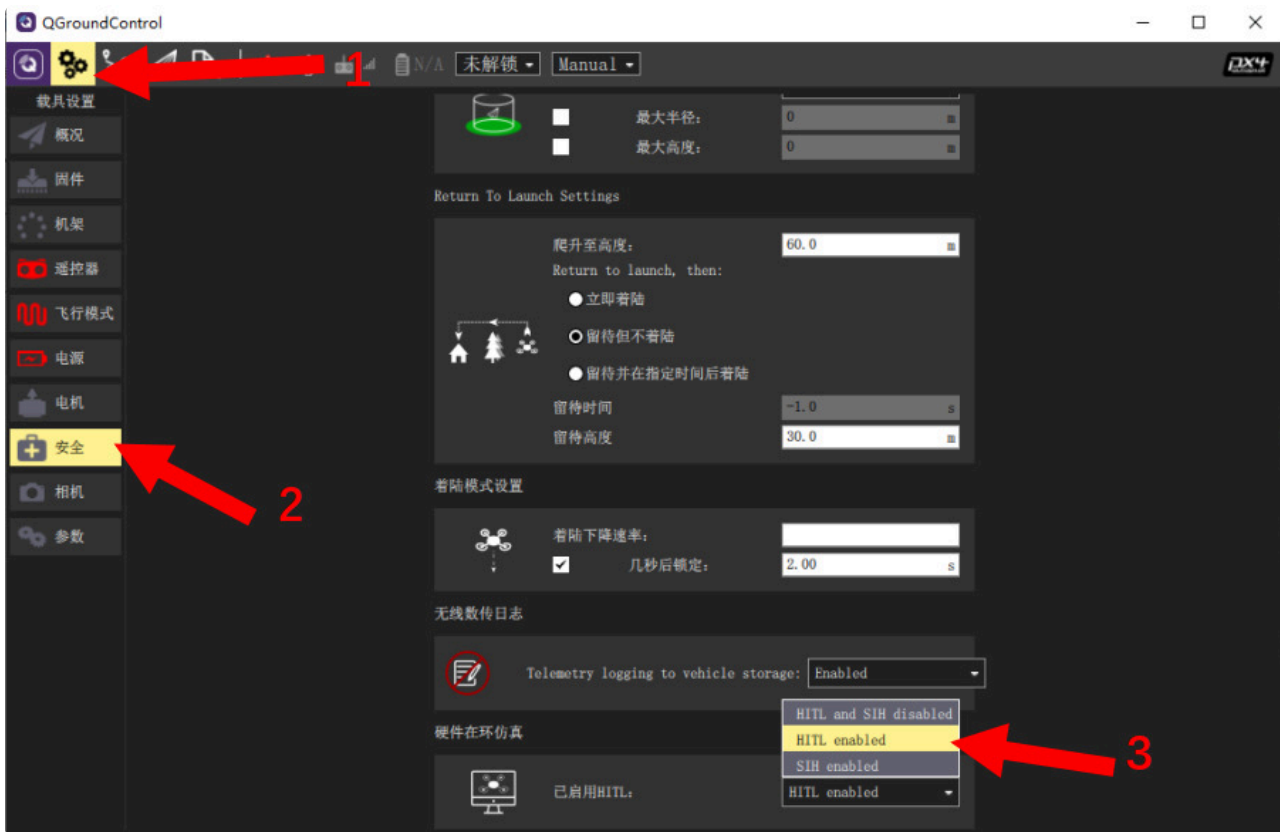 QGroundControl
1
N/A 未解锁 Manual
px4
载具设置
概况
固件
机架
遥控器
飞行模式
电源
电机
安全
相机
参数
2
最大半径: 0 m
最大高度: 0 m
Return To Launch Settings
爬升至高度: 60.0 m
Return to launch, then:
立即着陆
留待但不着陆
留待并在指定时间后着陆
留待时间 -1.0 s
留待高度 30.0 m
着陆模式设置
着陆下降速率:
几秒后锁定: 2.00 s
无线数传日志
Telemetry logging to vehicle storage: Enabled
硬件在环仿真
HITL and SIH disabled
HITL enabled
SIH enabled
3
已启用HITL: HITL enabled